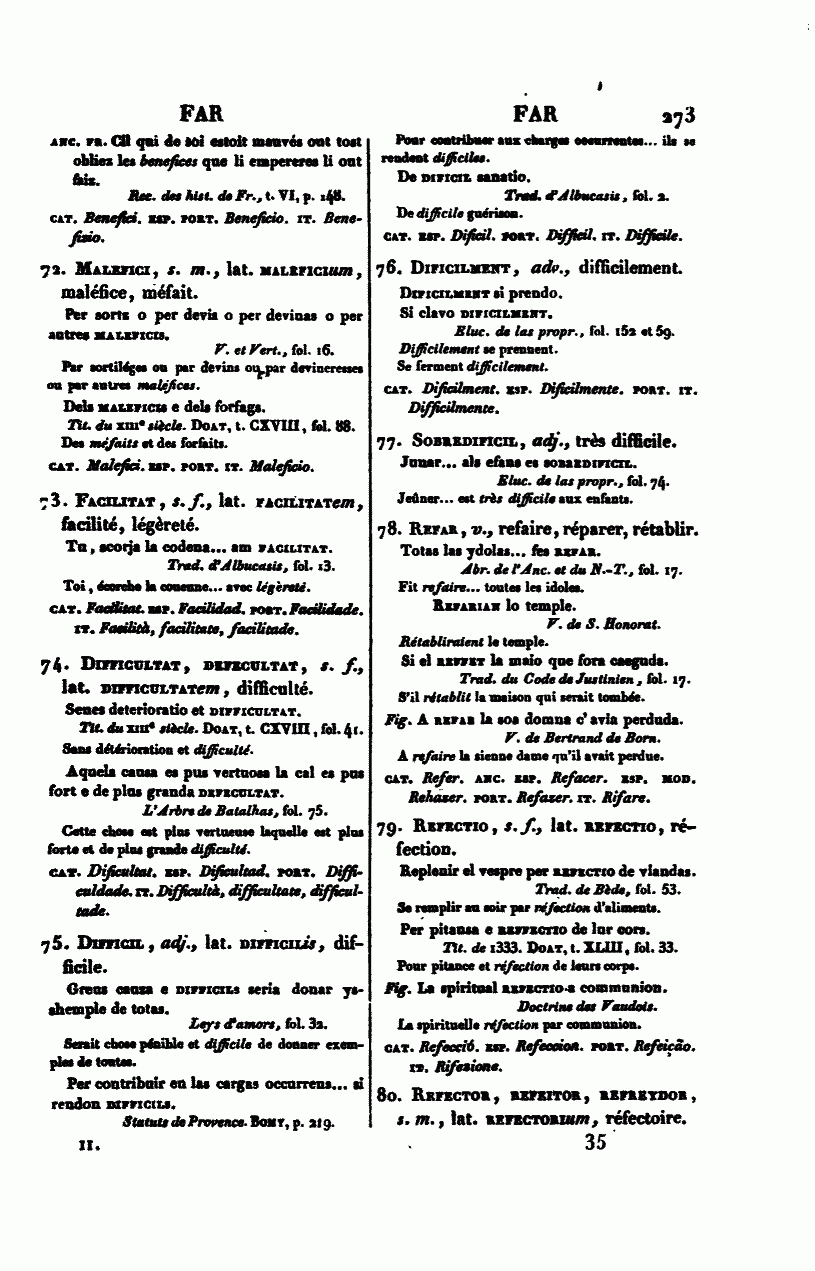 FAR
FAR 273
ANC. FR. Cil qui de soi estoit mauvés ont tost
obliez les benefices que li empereres li ont
faiz.
Rec. des hist. de Fr., t. VI, p. 148.
CAT. Benefici. ESP. PORT. Beneficio. IT. Bene-
fizio.
72. MALEFICI, s. m., lat. MALEFICIum,
maléfice, méfait.
Per sorts o per devis o per devinas o per
autres MALEFICIS.
V. et Vert., fol. 16.
Par sortiléges ou par devins ou par devineresses
ou par autres maléfices.
Dels MALEFICIS e dels forfags.
Tit. du XIIIe siècle. DOAT, t. CXVIII, fol. 88.
Des méfaits et des forfaits.
CAT. Malefici. ESP. PORT. IT. Maleficio.
73. FACILITAT, s. f., lat. FACILITATem,
facilité, légèreté.
Tu, scorja la codena... am FACILITAT.
Trad. d'Albucasis, fol. 13.
Toi, écorche la couenne... avec légèreté.
CAT. Facilitat. ESP. Facilidad. PORT. Facilidade.
IT. Facilità, facilitate, facilitade.
74. DIFFICULTAT, DEFECULTAT, s. f.,
lat. DIFFICULTATem, difficulté.
Senes deterioratio et DIFFICULTAT.
Tit. du XIIIe siècle. DOAT, t. CXVIII, fol. 41.
Sans détérioration et difficulté.
Aquela causa es pus vertuosa la cal es pus
fort e de plus granda DEFECULTAT.
L'Arbre de Batalhas, fol. 75.
Cette chose est plus vertueuse laquelle est plus
forte et de plus grande difficulté.
CAT. Dificultat. ESP. Dificultad. PORT. Diffi-
culdade. IT. Difficultà, difficultate, difficul-
tade.
75. DIFFICIL, adj., lat. DIFFICILis, dif-
ficile.
Greus causa e DIFFICILS seria donar ys-
shemple de totas.
Leys d'amors, fol. 32.
Serait chose pénible et difficile de donner exem-
ples de toutes.
Per contribuir en las cargas occurrens... si
rendon DIFFICILS.
Statuts de Provence. BOMY, p. 219.
II.
Pour contribuer aux charges occurrentes... ils se
rendent difficiles.
De DIFICIL sanatio.
Trad. d'Albucasis, fol. 2.
De difficile guérison.
CAT. ESP. Difícil. PORT. Difficil. IT. Difficile.
76. DIFICILMENT, adv., difficilement.
DIFICILMENT si prendo.
Si clavo DIFICILMENT.
Eluc. de las propr., fol. 152 et 59.
Difficilement se prennent.
Se ferment difficilement.
CAT. Dificilment. ESP. Dificilmente. PORT. IT.
Difficilmente.
77. SOBREDIFICIL, adj., très difficile.
Junar... als efans es SOBREDIFICIL.
Eluc. de las propr., fol. 74.
Jeûner... est très difficile aux enfants.
78. REFAR, v., refaire, réparer, rétablir.
Totas las ydolas... fes REFAR.
Abr. de l'Anc. et du N.-T., fol. 17.
Fit refaire... toutes les idoles.
REFARIAN lo temple.
V. de S. Honorat.
Rétabliraient le temple.
Si el REFFET la maio que fora caeguda.
Trad. du Code de Justinien, fol. 17.
S'il rétablit la maison qui serait tombée.
Fig. A REFAR la soa domna c' avia perduda.
V. de Bertrand de Born.
A refaire la sienne dame qu'il avait perdue.
CAT. Refer. ANC. ESP. Refacer. ESP. MOD.
Rehazer. PORT. Refazer. IT. Rifare.
79. REFECTIO, s. f., lat. REFECTIO, ré-
fection.
Replenir el vespre per REFECTIO de viandas.
Trad. de Bède, fol. 53.
Se remplir au soir par réfection d'aliments.
Per pitansa e REFFECTIO de lur cors.
Tit. de 1333. DOAT, t. XLIII, fol. 33.
Pour pitance et réfection de leurs corps.
Fig. La spiritual REFFECTIO a communion.
Doctrine des Vaudois.
La spirituelle réfection par communion.
CAT. Refecció. ESP. Refeccion. PORT. Refeição.
IT. Rifezione.
80. REFECTOR, REFEITOR, REFREYDOR,
s. m., lat. REFECTORIUM, réfectoire.
35